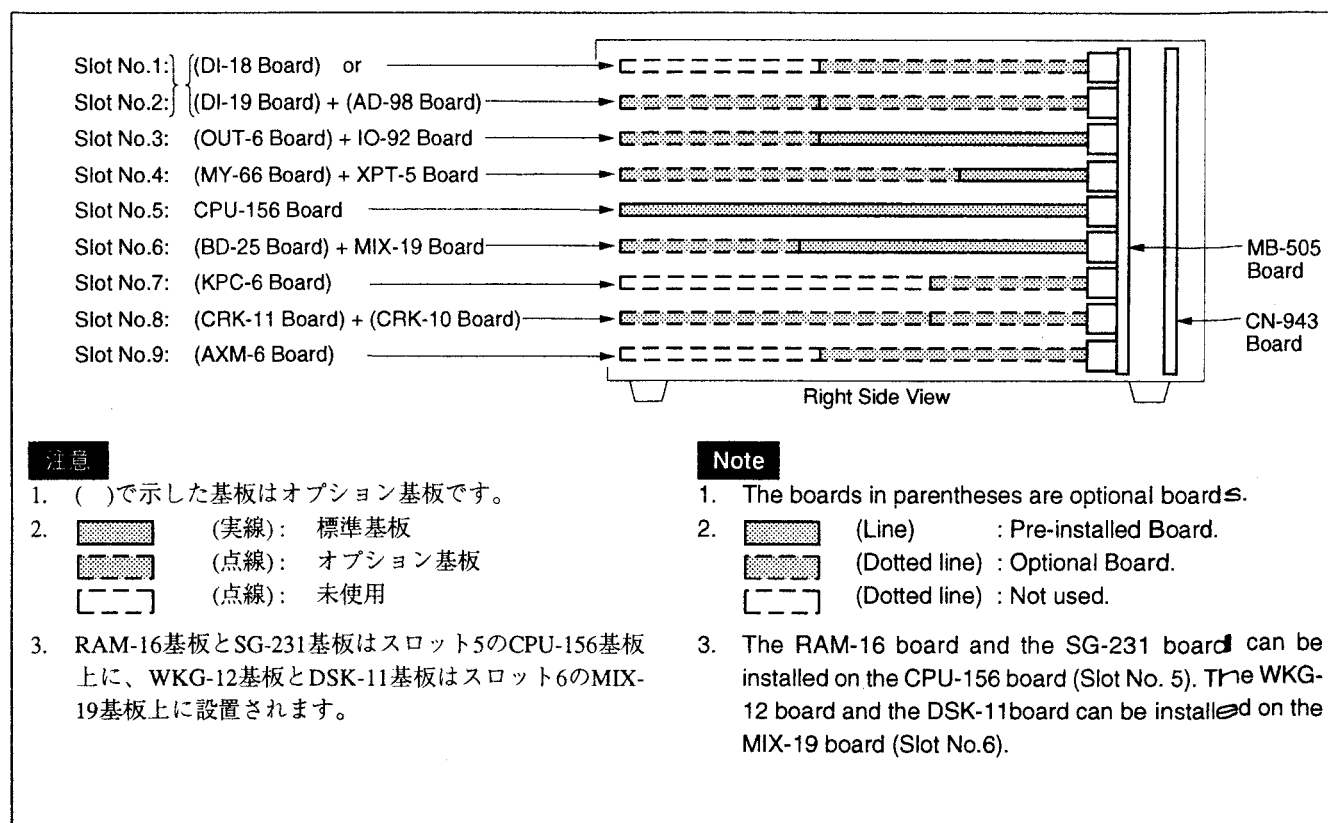 Slot No.1: (DI-18 Board) or
Slot No.2: (DI-19 Board) + (AD-98 Board)
Slot No.3: (OUT-6 Board) + IO-92 Board
Slot No.4: (MY-66 Board) + XPT-5 Board
Slot No.5: CPU-156 Board
Slot No.6: (BD-25 Board) + MIX-19 Board
Slot No.7: (KPC-6 Board)
Slot No.8: (CRK-11 Board) + (CRK-10 Board)
Slot No.9: (AXM-6 Board)
MB-505
Board
CN-943
Board
Right Side View
注意
1. ( )で示した基板はオプション基板です。
2. (実線): 標準基板
(点線): オプション基板
(点線): 未使用
3. RAM-16基板とSG-231基板はスロット5のCPU-156基板
上に、WKG-12基板とDSK-11基板はスロット6のMIX-
19基板上に設置されます。
Note
1. The boards in parentheses are optional boards.
2. (Line) : Pre-installed Board.
(Dotted line) : Optional Board.
(Dotted line) : Not used.
3. The RAM-16 board and the SG-231 board can be
installed on the CPU-156 board (Slot No. 5). The WKG-
12 board and the DSK-11board can be installed on the
MIX-19 board (Slot No.6).